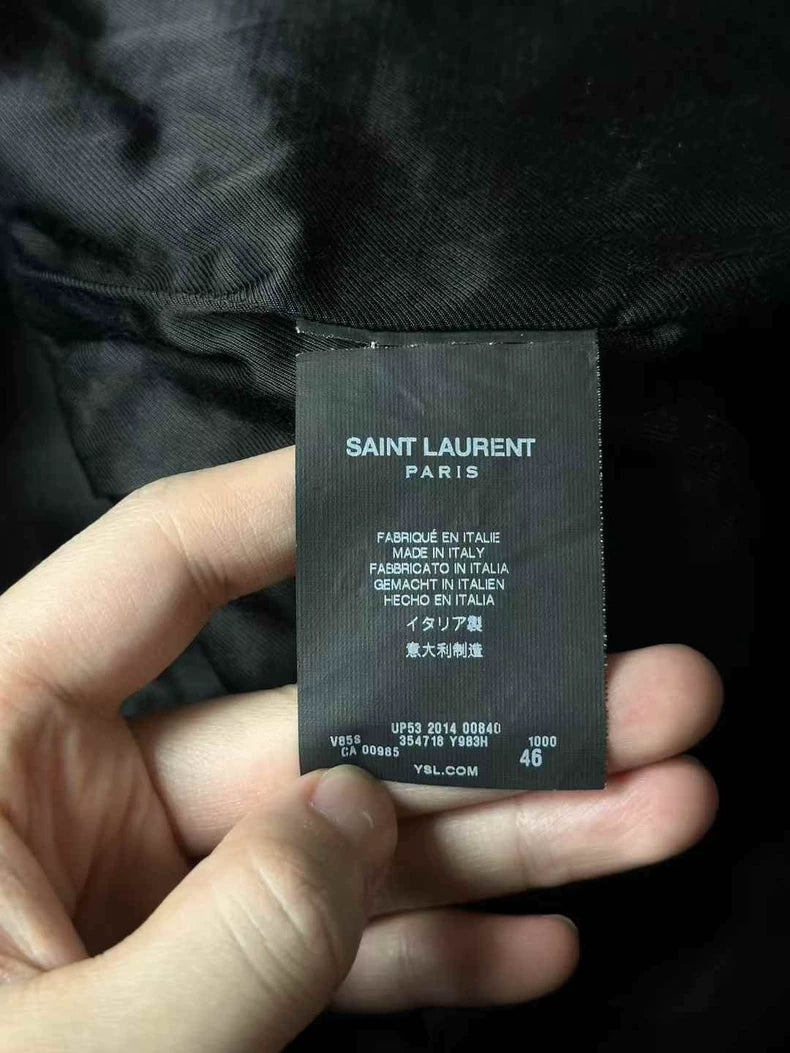 SAINT LAURENT
PARIS
FABRIQUÉ EN ITALIE
MADE IN ITALY
FABBRICATO IN ITALIA
GEMACHT IN ITALIEN
HECHO EN ITALIA
イタリア製
意大利制造
UP53 2014 00840
V85S 354718 Y983H 1000
CA 00985 46
YSL.COM